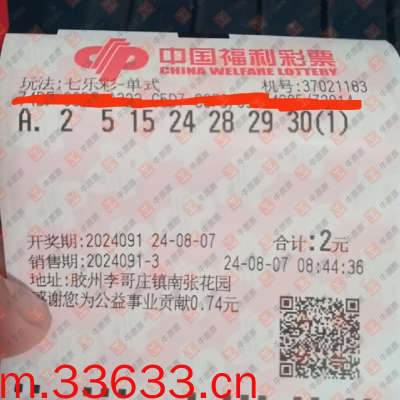 中国福利彩票
CHINA WELFARE LOTTERY
玩法:七乐彩-单式 机号:37021183
A. 2 5 15 24 28 29 30(1)
开奖期:2024091 24-08-07 合计:2元
销售期:2024091-3 24-08-07 08:44:36
地址:胶州李哥庄镇南张花园
感谢您为公益事业贡献0.74元
m.33633.cn